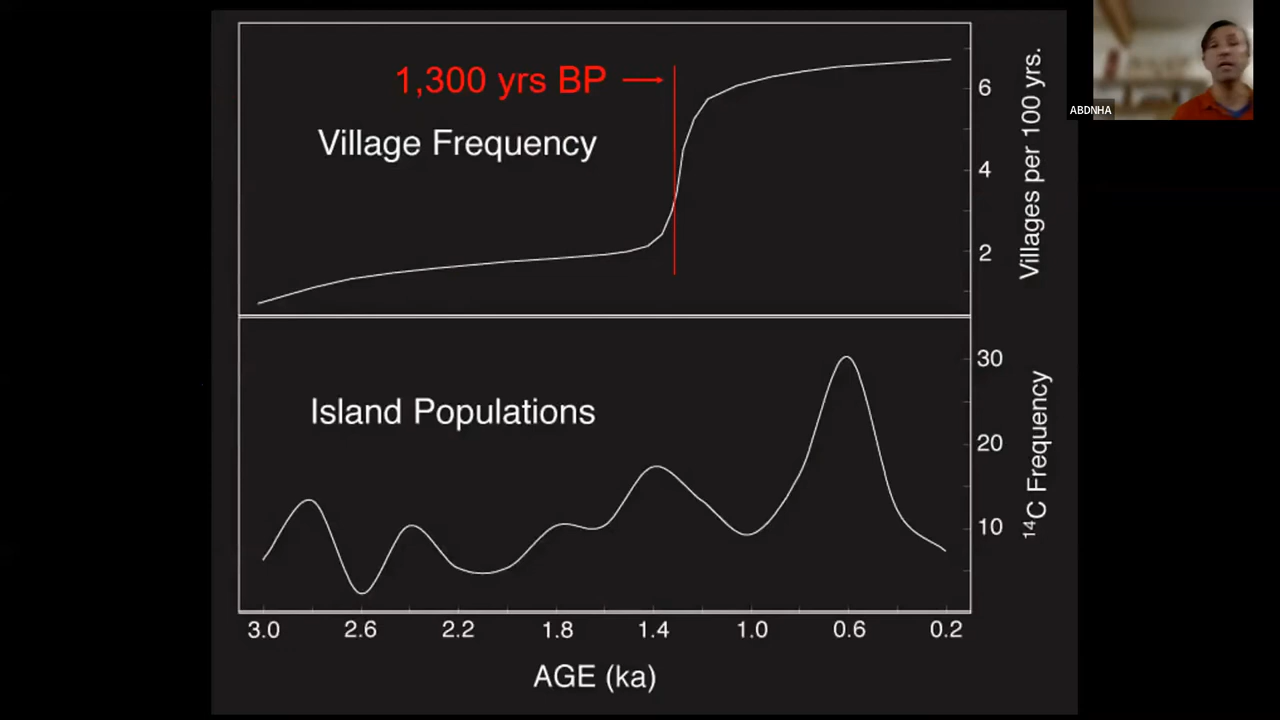 1,300 yrs BP
Village Frequency
6
4
2
Villages per 100 yrs.
Island Populations
30
20
10
¹⁴C Frequency
3.0 2.6 2.2 1.8 1.4 1.0 0.6 0.2
AGE (ka)
ABDNHA